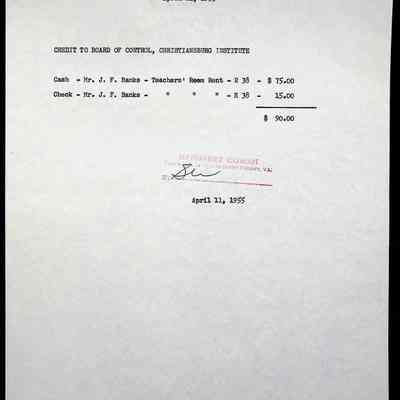 CREDIT TO BOARD OF CONTROL, CHRISTIANSBURG INSTITUTE
Cash - Mr. J. F. Banks - Teachers' Room Rent - R 38 - $ 75.00
Check - Mr. J. F. Banks - " " " - R 38 - 15.00
$ 90.00
April 11, 1955